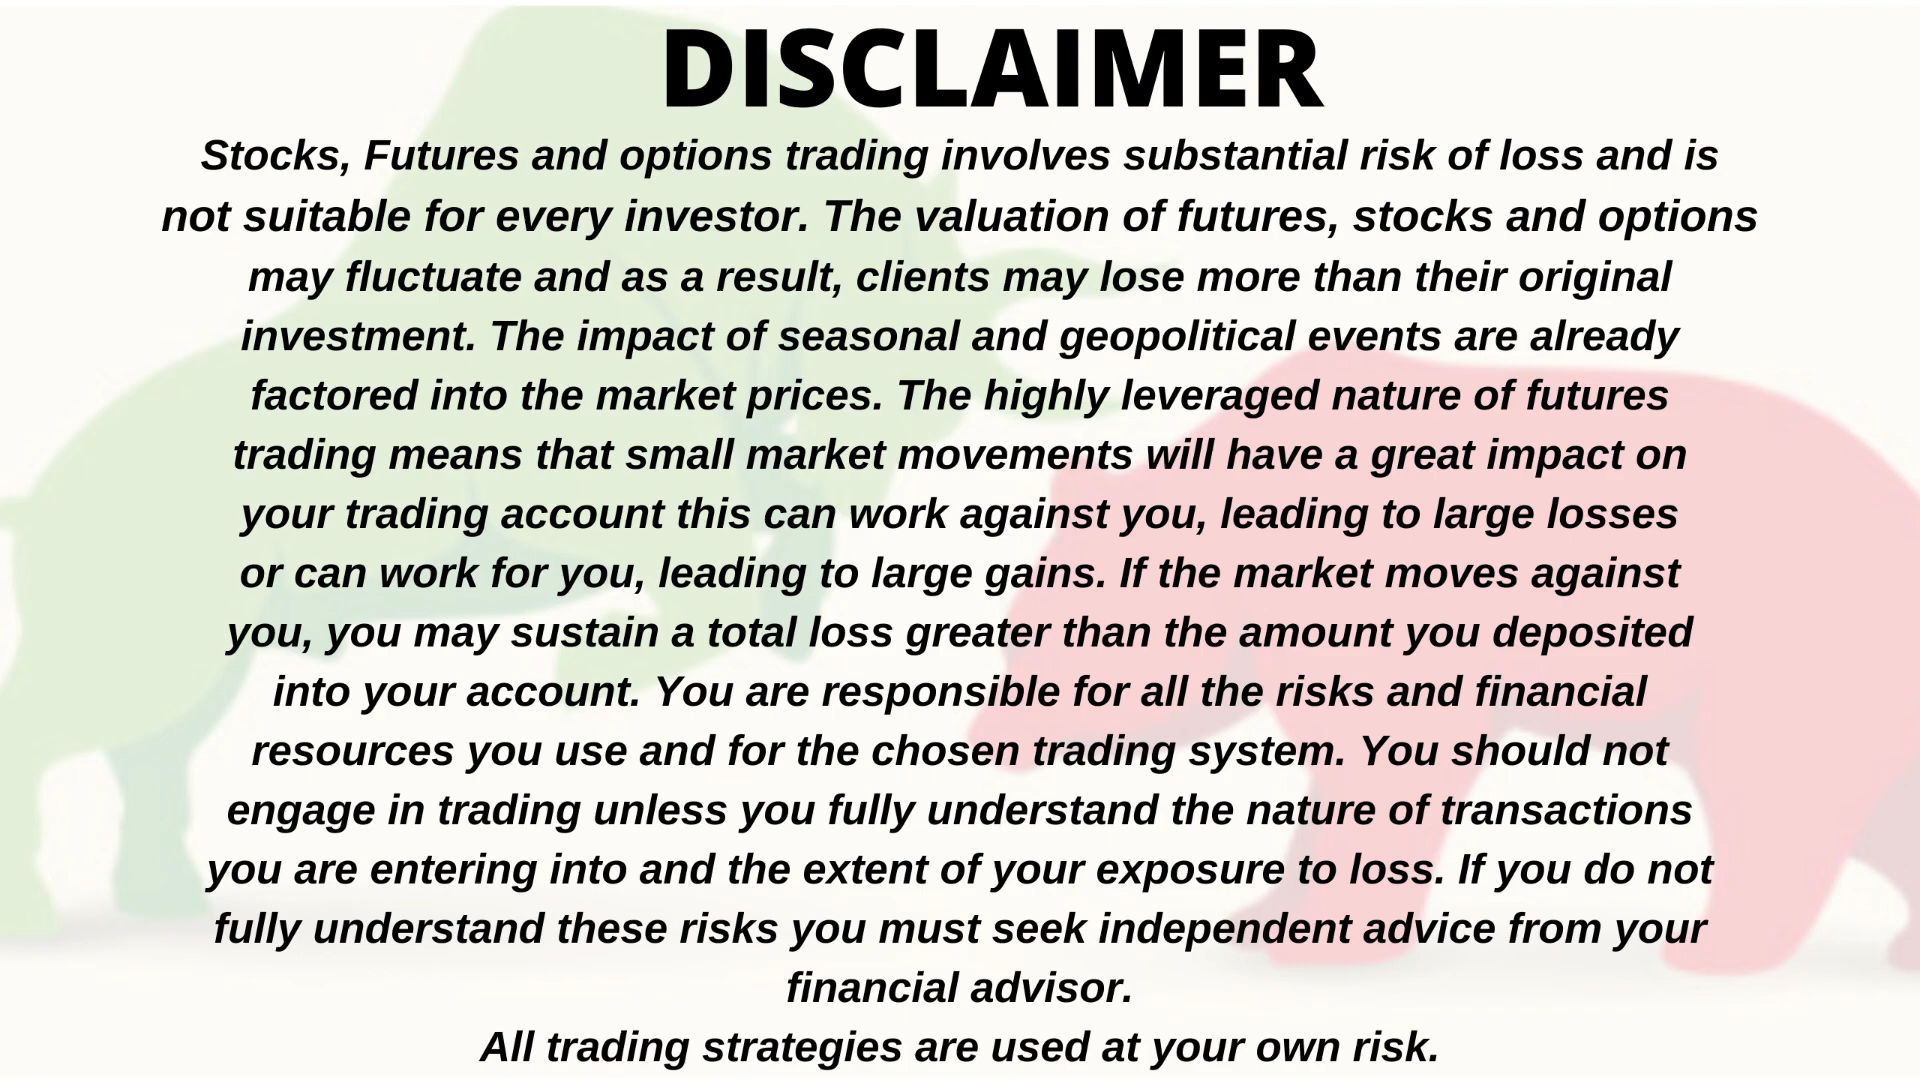 DISCLAIMER
Stocks, Futures and options trading involves substantial risk of loss and is
not suitable for every investor. The valuation of futures, stocks and options
may fluctuate and as a result, clients may lose more than their original
investment. The impact of seasonal and geopolitical events are already
factored into the market prices. The highly leveraged nature of futures
trading means that small market movements will have a great impact on
your trading account this can work against you, leading to large losses
or can work for you, leading to large gains. If the market moves against
you, you may sustain a total loss greater than the amount you deposited
into your account. You are responsible for all the risks and financial
resources you use and for the chosen trading system. You should not
engage in trading unless you fully understand the nature of transactions
you are entering into and the extent of your exposure to loss. If you do not
fully understand these risks you must seek independent advice from your
financial advisor.
All trading strategies are used at your own risk.